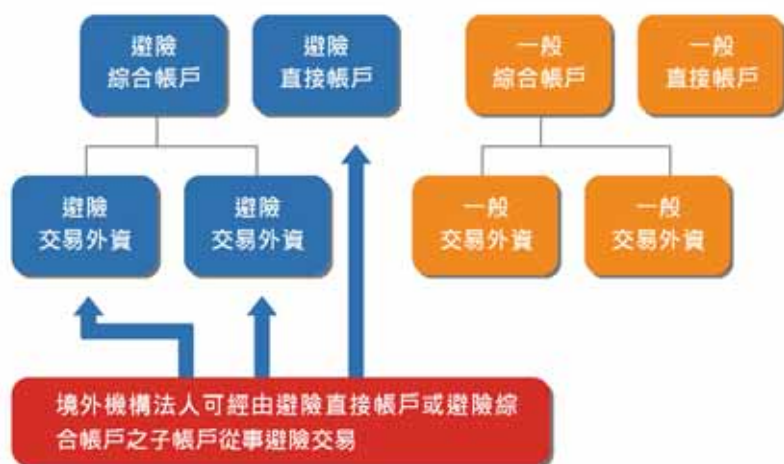 避險
綜合帳戶
避險
直接帳戶
一般
綜合帳戶
一般
直接帳戶
避險
交易外資
避險
交易外資
一般
交易外資
一般
交易外資
境外機構法人可經由避險直接帳戶或避險綜
合帳戶之子帳戶從事避險交易